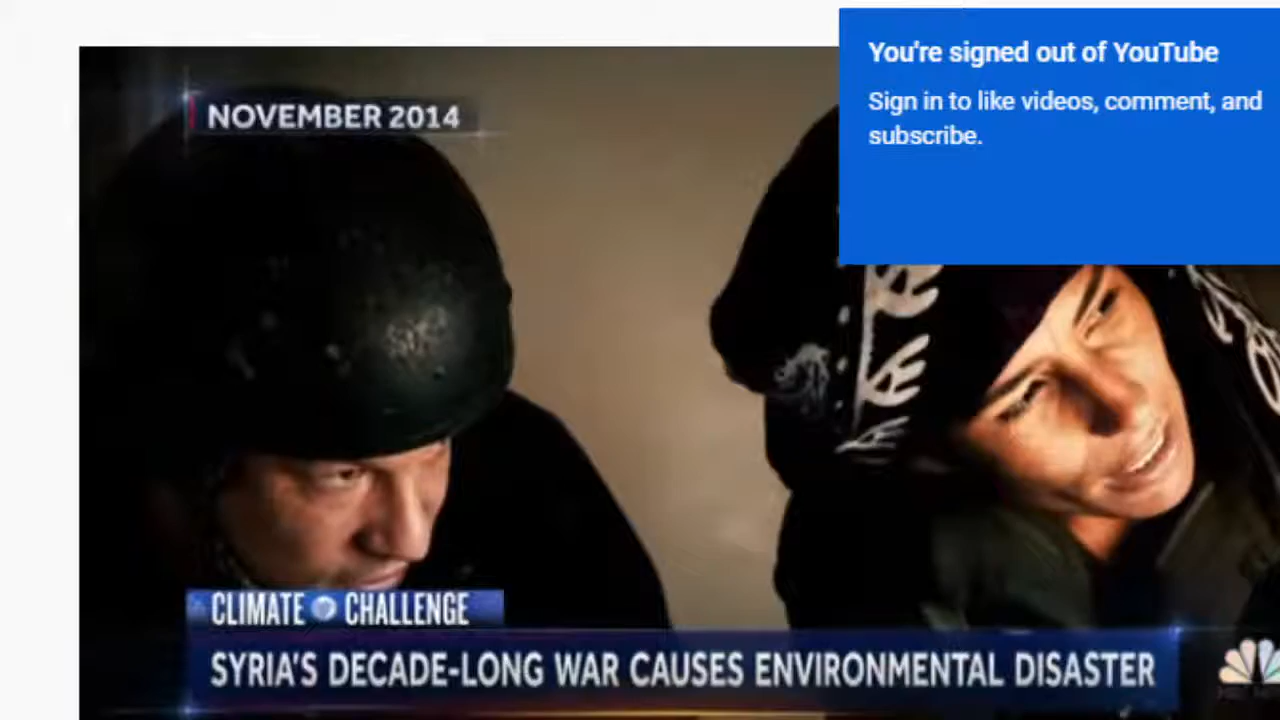 You're signed out of YouTube
Sign in to like videos, comment, and
subscribe.
NOVEMBER 2014
CLIMATE CHALLENGE
SYRIA'S DECADE-LONG WAR CAUSES ENVIRONMENTAL DISASTER